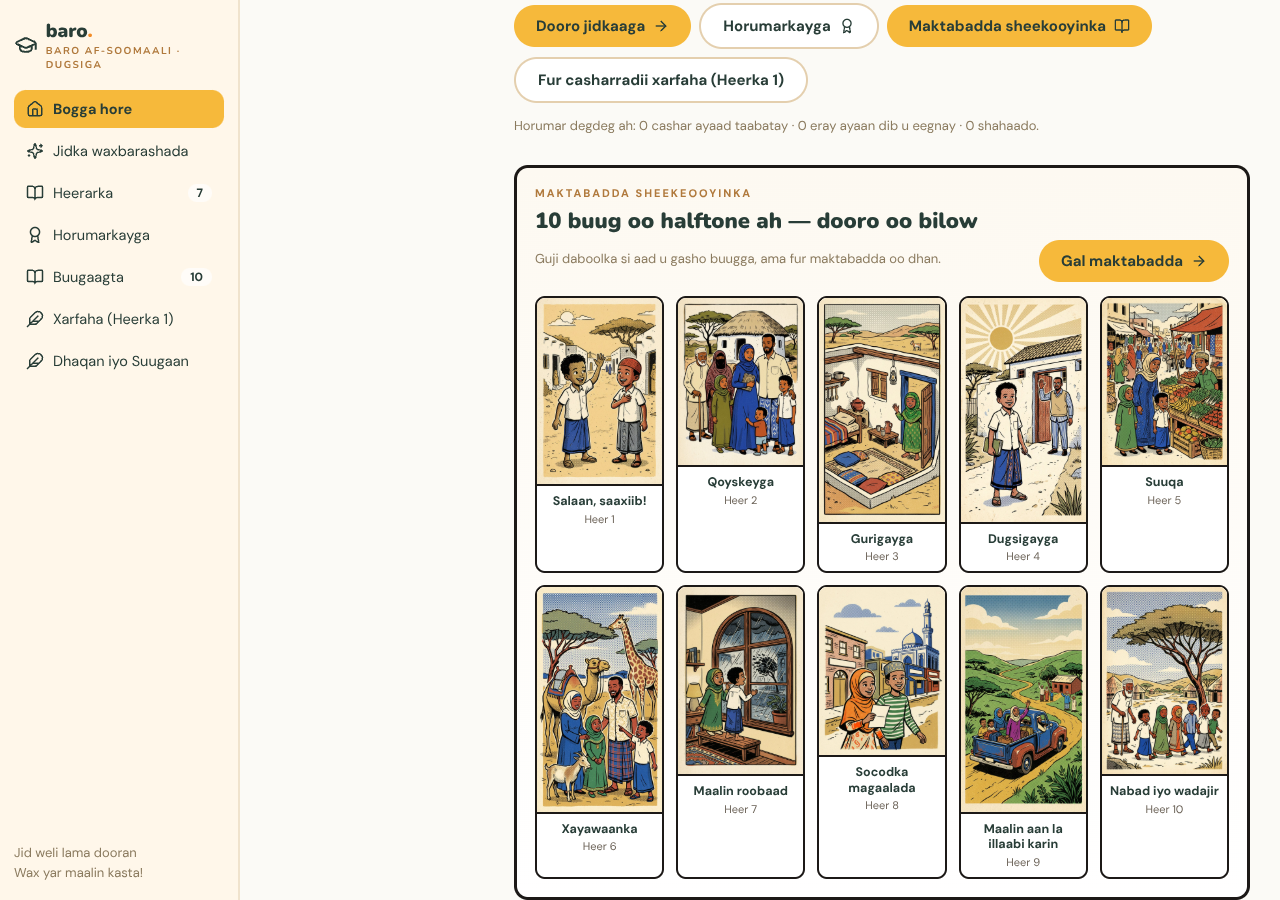 baro.
BARO AF-SOOMAALI ·
DUGSIGA
Bogga hore
Jidka waxbarashada
Heerarka 7
Horumarkayga
Buugaagta 10
Xarfaha (Heerka 1)
Dhaqan iyo Suugaan
Jid weli lama dooran
Wax yar maalin kasta!
Dooro jidkaaga →
Horumarkayga
Maktabadda sheekooyinka
Fur casharradii xarfaha (Heerka 1)
Horumar degdeg ah: 0 cashar ayaad taabatay · 0 eray ayaan dib u eegnay · 0 shahaado.
MAKTABADDA SHEEKEOOYINKA
10 buug oo halftone ah — dooro oo bilow
Guji daboolka si aad u gasho buugga, ama fur maktabadda oo dhan.
Gal maktabadda →
Salaan, saaxiib!
Heer 1
Qoyskeyga
Heer 2
Gurigayga
Heer 3
Dugsigayga
Heer 4
Suuqa
Heer 5
Xayawaanka
Heer 6
Maalin roobaad
Heer 7
Socodka
magaalada
Heer 8
Maalin aan la
illaabi karin
Heer 9
Nabad iyo wadajir
Heer 10